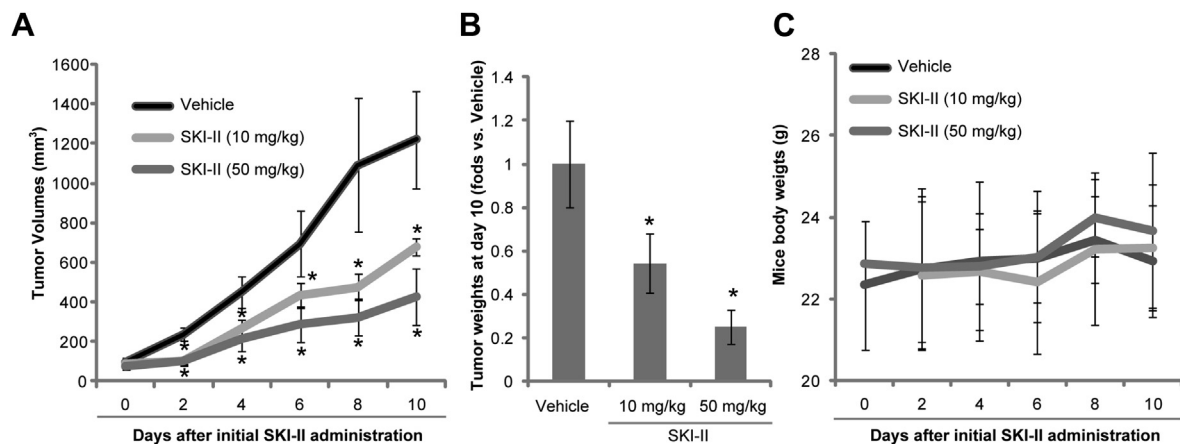 A
Tumor Volumes (mm³)
1600
1400
1200
1000
800
600
400
200
0
Vehicle
SKI-II (10 mg/kg)
SKI-II (50 mg/kg)
* * * * *
* * * * *
0 2 4 6 8 10
Days after initial SKI-II administration
B
Tumor weights at day 10 (fods vs. Vehicle)
1.4
1.2
1
0.8
0.6
0.4
0.2
0
*
*
Vehicle 10 mg/kg 50 mg/kg
SKI-II
C
Mice body weigts (g)
28
26
24
22
20
Vehicle
SKI-II (10 mg/kg)
SKI-II (50 mg/kg)
0 2 4 6 8 10
Days after initial SKI-II administration